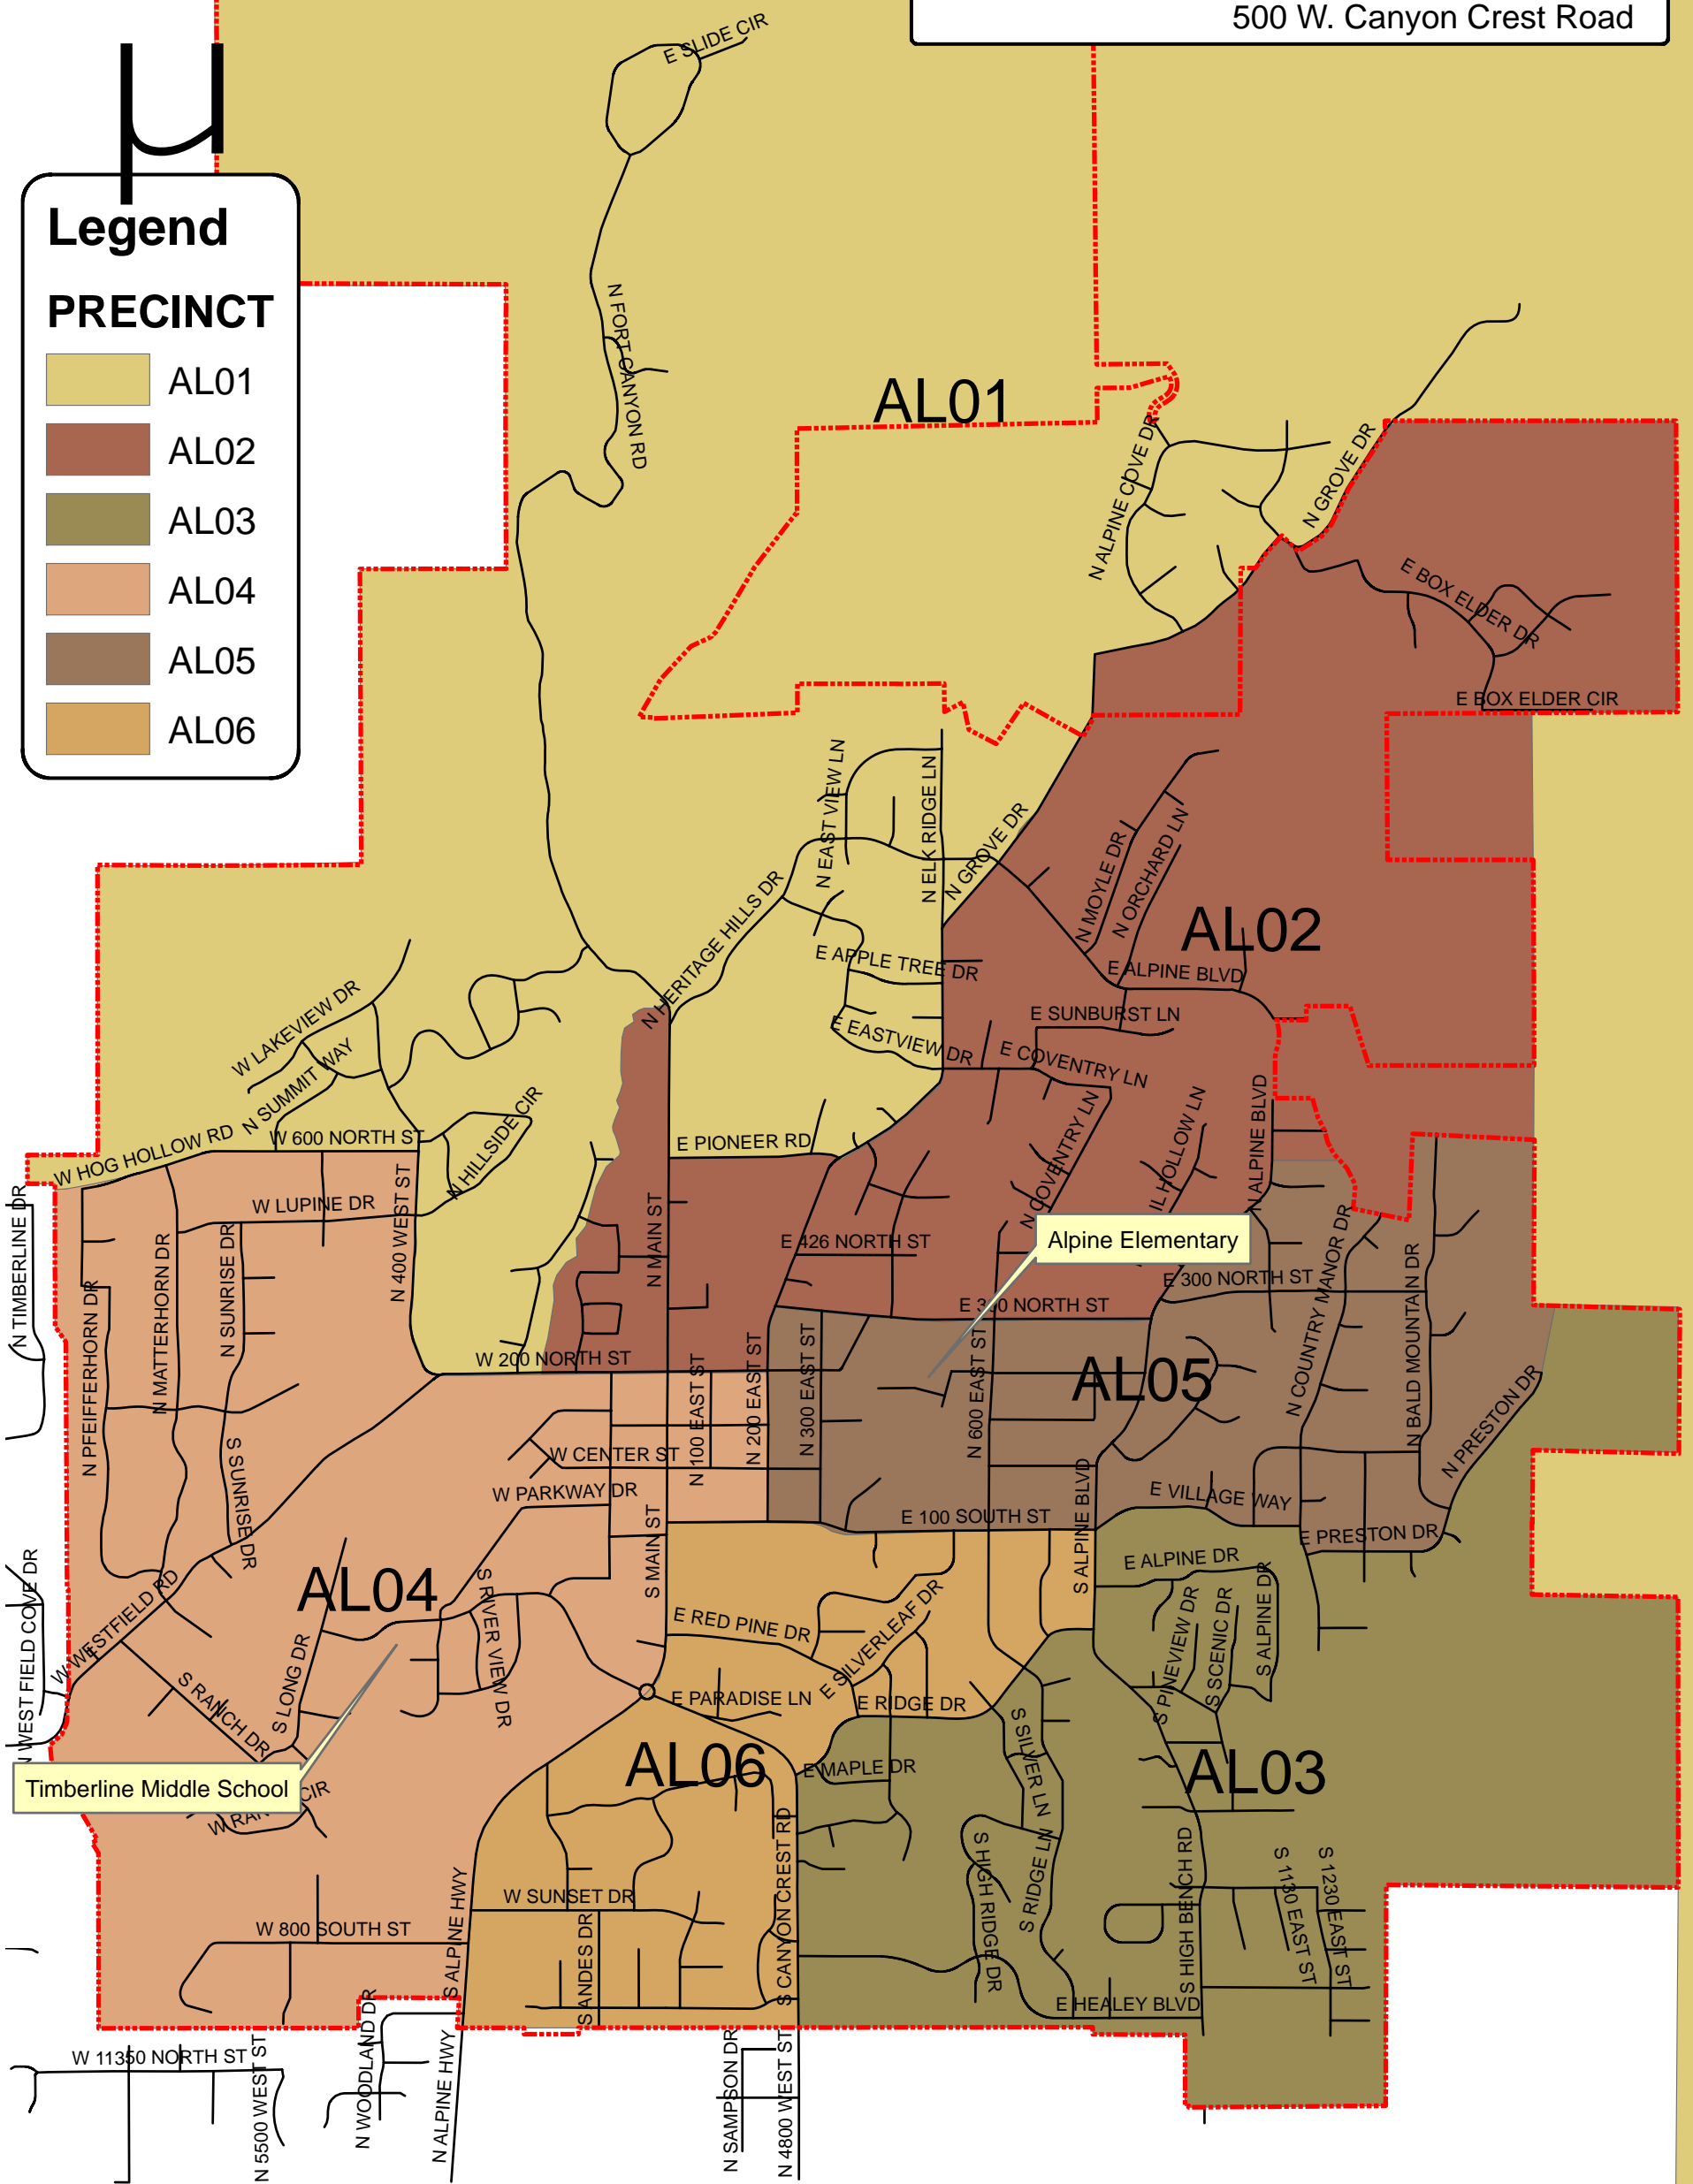 500 W. Canyon Crest Road
E SLIDE CIR
µ
Legend
PRECINCT
AL01
AL02
AL03
AL04
AL05
AL06
N FORT CANYON RD
AL01
N ALPINE COVE DR
N GROVE DR
E BOX ELDER DR
E BOX ELDER CIR
N EAST VIEW LN
N ELK RIDGE LN
N GROVE DR
N MOYLE DR
N ORCHARD LN
AL02
N HERITAGE HILLS DR
E APPLE TREE DR
E ALPINE BLVD
E SUNBURST LN
E EASTVIEW DR
E COVENTRY LN
W LAKEVIEW DR
N SUMMIT WAY
N HILLSIDE CIR
W HOG HOLLOW RD
W 600 NORTH ST
E PIONEER RD
N COVENTRY LN
IL HOLLOW LN
N ALPINE BLVD
N TIMBERLINE DR
W LUPINE DR
N 400 WEST ST
N MAIN ST
E 426 NORTH ST
Alpine Elementary
N PFEIFFERHORN DR
N MATTERHORN DR
N SUNRISE DR
E 300 NORTH ST
E 300 NORTH ST
N COUNTRY MANOR DR
N BALD MOUNTAIN DR
W 200 NORTH ST
N 100 EAST ST
N 200 EAST ST
N 300 EAST ST
N 600 EAST ST
AL05
N PRESTON DR
S SUNRISE DR
W CENTER ST
W PARKWAY DR
S MAIN ST
E 100 SOUTH ST
S ALPINE BLVD
E VILLAGE WAY
E PRESTON DR
N WEST FIELD COVE DR
W WESTFIELD RD
AL04
S RIVER VIEW DR
E RED PINE DR
E SILVERLEAF DR
E ALPINE DR
S PINEVIEW DR
S SCENIC DR
S ALPINE DR
S RANCH DR
S LONG DR
E PARADISE LN
E RIDGE DR
S SILVER LN
Timberline Middle School
AL06
E MAPLE DR
AL03
S CANYON CREST RD
S HIGH RIDGE DR
S RIDGE LN
S HIGH BENCH RD
S 1130 EAST ST
S 1230 EAST ST
W SUNSET DR
W 800 SOUTH ST
S ALPINE HWY
S ANDES DR
E HEALEY BLVD
W 11350 NORTH ST
N 5500 WEST ST
N WOODLAND DR
N ALPINE HWY
N SAMPSON DR
N 4800 WEST ST